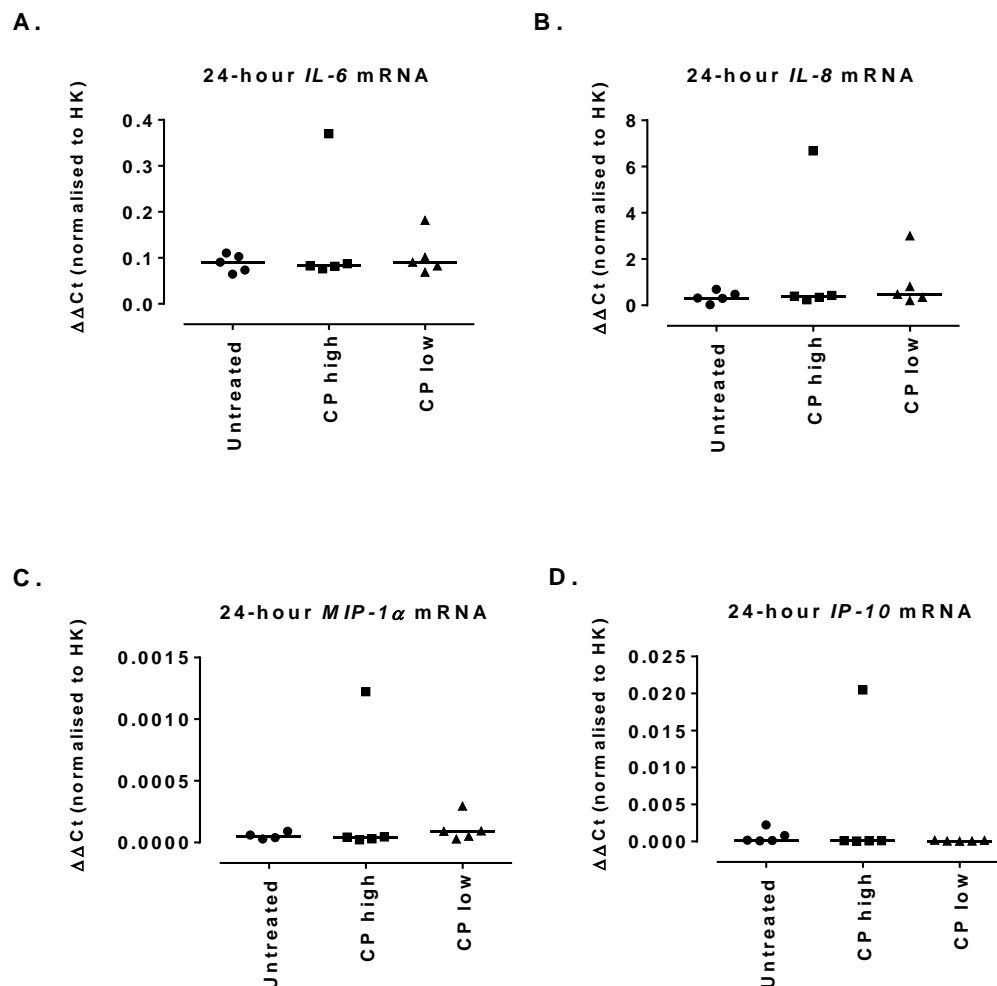 A.
24-hour IL-6 mRNA
ΔΔCt (normalised to HK)
0.4
0.3
0.2
0.1
0.0
Untreated
CP high
CP low
B.
24-hour IL-8 mRNA
ΔΔCt (normalised to HK)
8
6
4
2
0
Untreated
CP high
CP low
C.
24-hour MIP-1α mRNA
ΔΔCt (normalised to HK)
0.0015
0.0010
0.0005
0.0000
Untreated
CP high
CP low
D.
24-hour IP-10 mRNA
ΔΔCt (normalised to HK)
0.025
0.020
0.015
0.010
0.005
0.000
Untreated
CP high
CP low